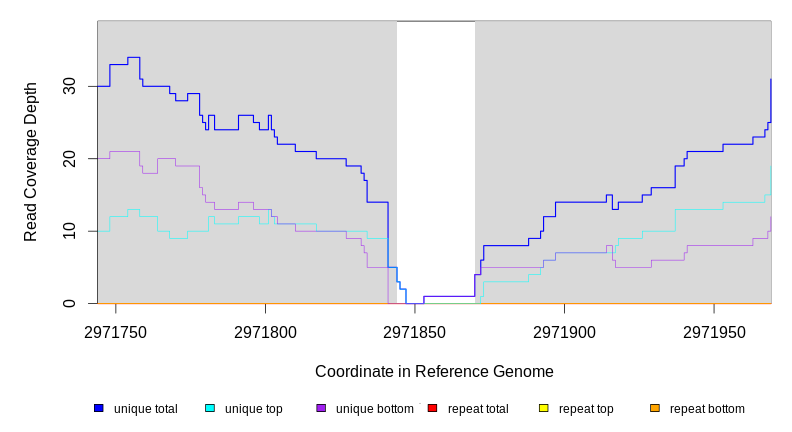 Read Coverage Depth
30
20
10
0
2971750 2971800 2971850 2971900 2971950
Coordinate in Reference Genome
unique total unique top unique bottom repeat total repeat top repeat bottom